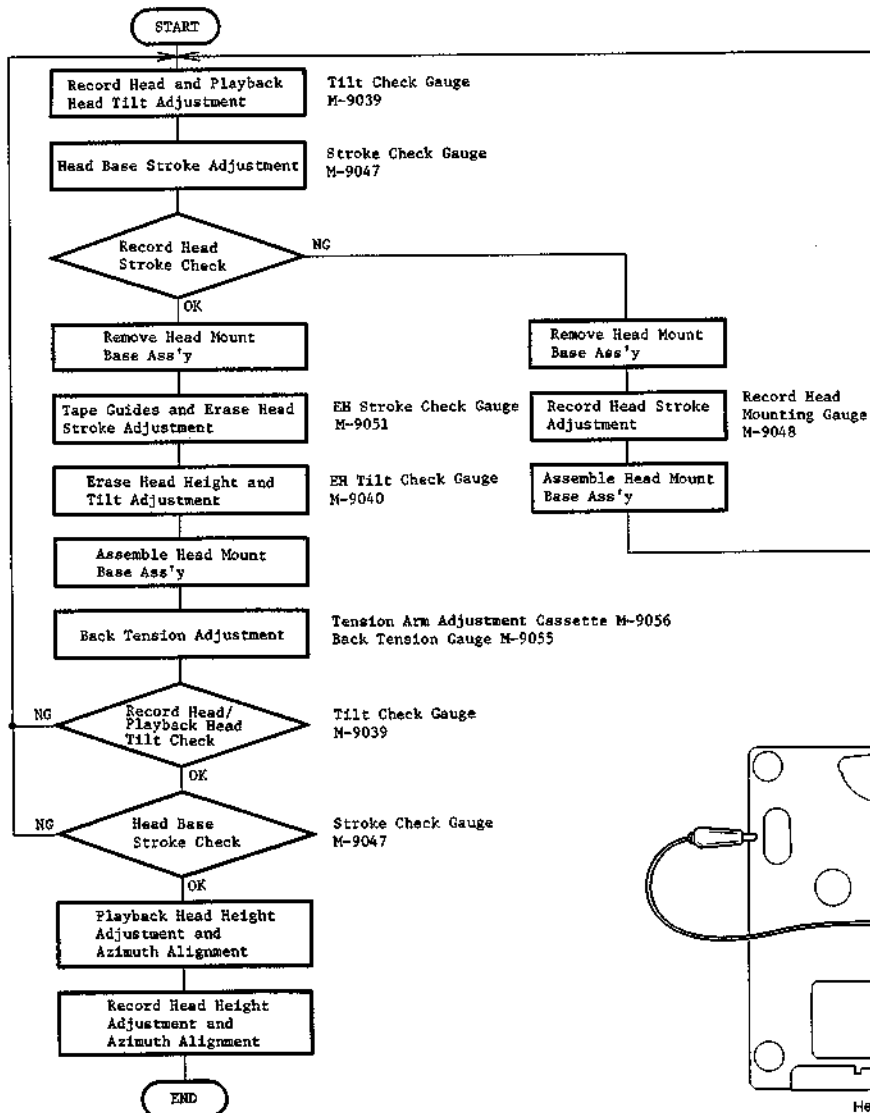 START
Record Head and Playback
Head Tilt Adjustment
Tilt Check Gauge
M-9039
Head Base Stroke Adjustment
Stroke Check Gauge
M-9047
Record Head
Stroke Check
NG
OK
Remove Head Mount
Base Ass'y
Remove Head Mount
Base Ass'y
Tape Guides and Erase Head
Stroke Adjustment
EH Stroke Check Gauge
M-9051
Record Head Stroke
Adjustment
Record Head
Mounting Gauge
M-9048
Erase Head Height and
Tilt Adjustment
EH Tilt Check Gauge
M-9040
Assemble Head Mount
Base Ass'y
Assemble Head Mount
Base Ass'y
Back Tension Adjustment
Tension Arm Adjustment Cassette M-9056
Back Tension Gauge M-9055
NG
Record Head/
Playback Head
Tilt Check
Tilt Check Gauge
M-9039
OK
NG
Head Base
Stroke Check
Stroke Check Gauge
M-9047
OK
Playback Head Height
Adjustment and
Azimuth Alignment
Record Head Height
Adjustment and
Azimuth Alignment
END
He